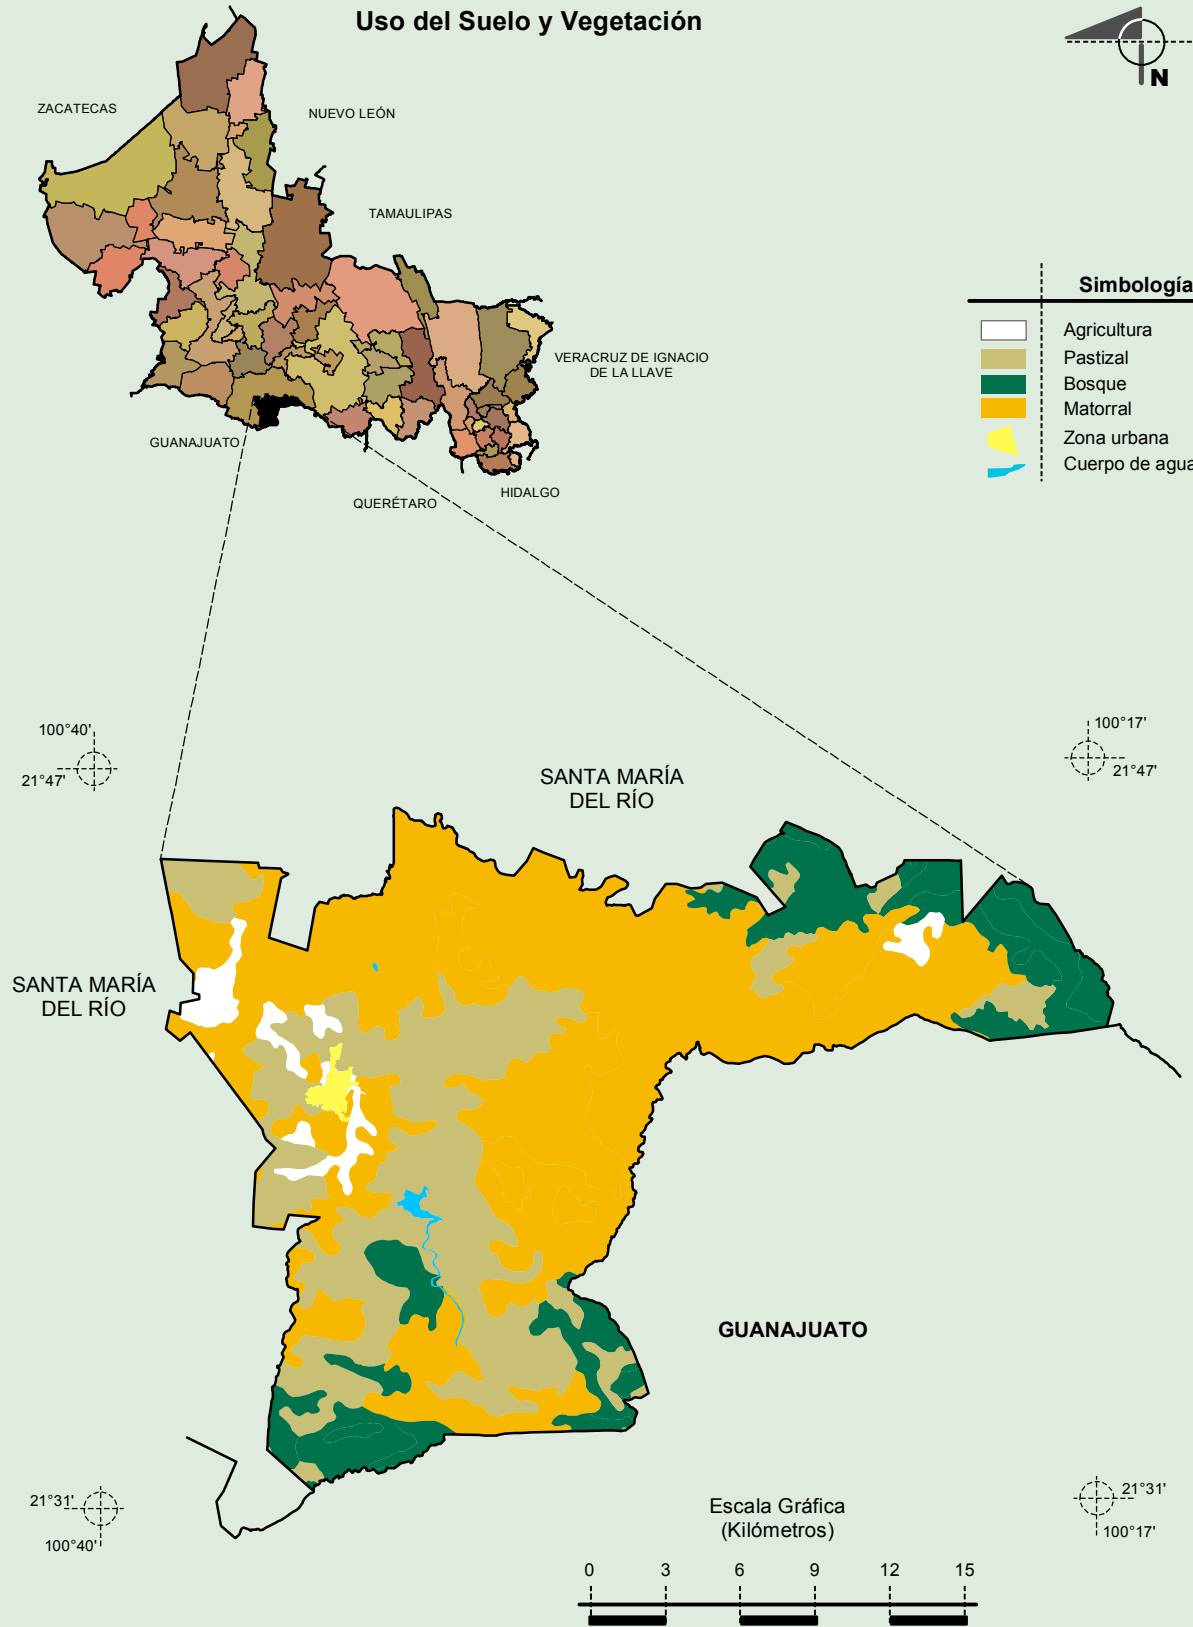 Uso del Suelo y Vegetación
N
ZACATECAS
NUEVO LEÓN
TAMAULIPAS
VERACRUZ DE IGNACIO
DE LA LLAVE
GUANAJUATO
QUERÉTARO
HIDALGO
Simbología
Agricultura
Pastizal
Bosque
Matorral
Zona urbana
Cuerpo de agua
100°40'
21°47'
100°17'
21°47'
SANTA MARÍA
DEL RÍO
SANTA MARÍA
DEL RÍO
GUANAJUATO
21°31'
100°40'
21°31'
100°17'
Escala Gráfica
(Kilómetros)
0 3 6 9 12 15